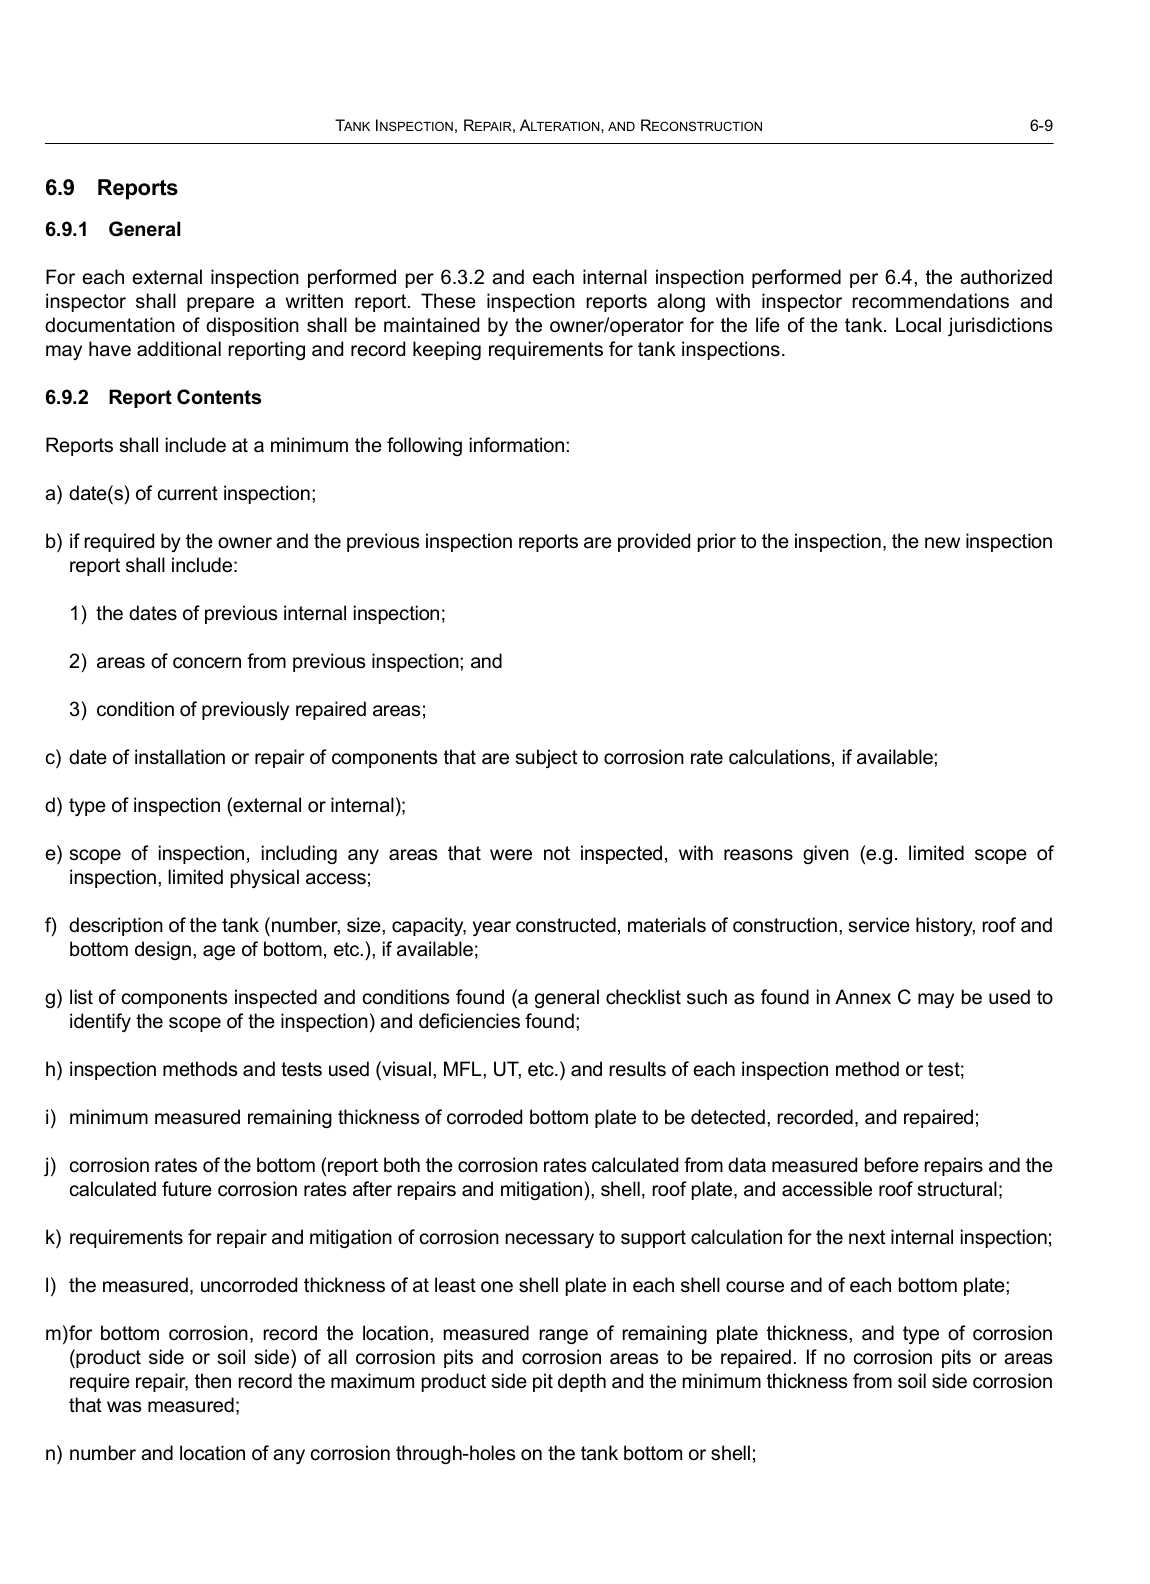 TANK INSPECTION, REPAIR, ALTERATION, AND RECONSTRUCTION 6-9
6.9 Reports
6.9.1 General
For each external inspection performed per 6.3.2 and each internal inspection performed per 6.4, the authorized
inspector shall prepare a written report. These inspection reports along with inspector recommendations and
documentation of disposition shall be maintained by the owner/operator for the life of the tank. Local jurisdictions
may have additional reporting and record keeping requirements for tank inspections.
6.9.2 Report Contents
Reports shall include at a minimum the following information:
a) date(s) of current inspection;
b) if required by the owner and the previous inspection reports are provided prior to the inspection, the new inspection
report shall include:
1) the dates of previous internal inspection;
2) areas of concern from previous inspection; and
3) condition of previously repaired areas;
c) date of installation or repair of components that are subject to corrosion rate calculations, if available;
d) type of inspection (external or internal);
e) scope of inspection, including any areas that were not inspected, with reasons given (e.g. limited scope of
inspection, limited physical access;
f) description of the tank (number, size, capacity, year constructed, materials of construction, service history, roof and
bottom design, age of bottom, etc.), if available;
g) list of components inspected and conditions found (a general checklist such as found in Annex C may be used to
identify the scope of the inspection) and deficiencies found;
h) inspection methods and tests used (visual, MFL, UT, etc.) and results of each inspection method or test;
i) minimum measured remaining thickness of corroded bottom plate to be detected, recorded, and repaired;
j) corrosion rates of the bottom (report both the corrosion rates calculated from data measured before repairs and the
calculated future corrosion rates after repairs and mitigation), shell, roof plate, and accessible roof structural;
k) requirements for repair and mitigation of corrosion necessary to support calculation for the next internal inspection;
l) the measured, uncorroded thickness of at least one shell plate in each shell course and of each bottom plate;
m)for bottom corrosion, record the location, measured range of remaining plate thickness, and type of corrosion
(product side or soil side) of all corrosion pits and corrosion areas to be repaired. If no corrosion pits or areas
require repair, then record the maximum product side pit depth and the minimum thickness from soil side corrosion
that was measured;
n) number and location of any corrosion through-holes on the tank bottom or shell;